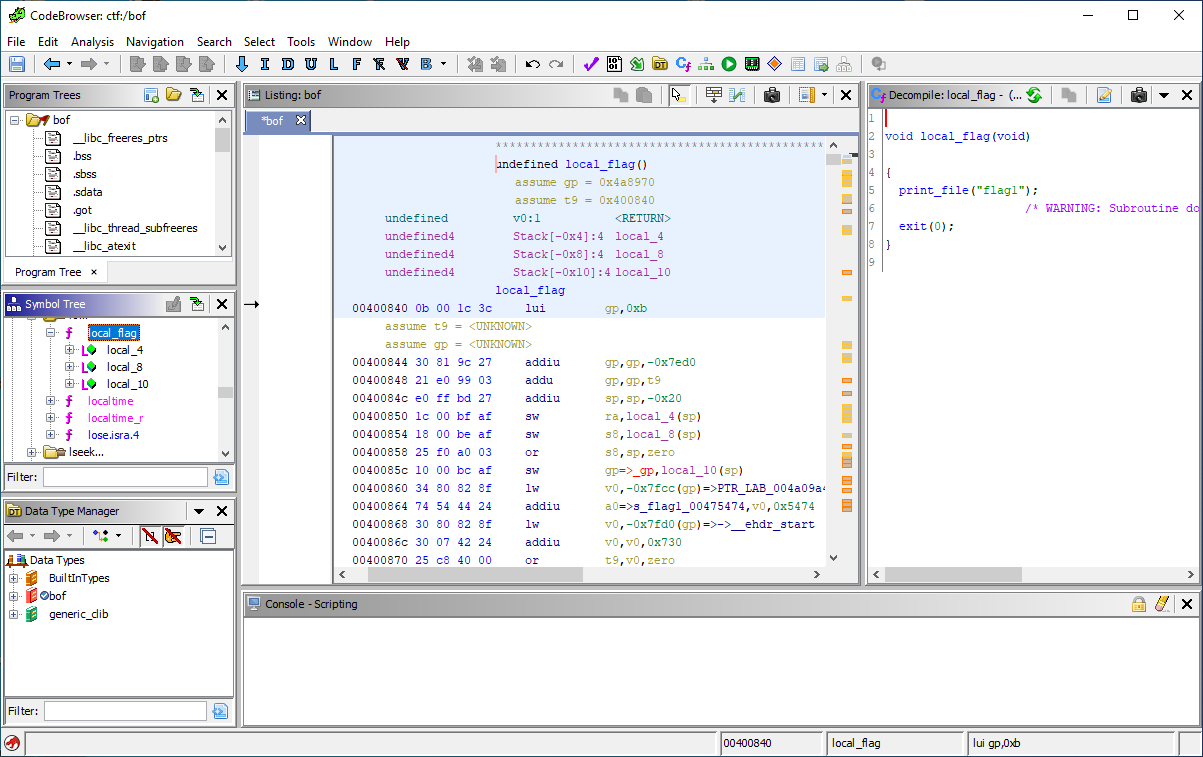 CodeBrowser: ctf:/bof
File Edit Analysis Navigation Search Select Tools Window Help
I D U L F R V B
Program Trees
bof
__libc_freeres_ptrs
.bss
.sbss
.sdata
.got
__libc_thread_subfreeres
__libc_atexit
Program Tree ×
Symbol Tree
local_flag
local_4
local_8
local_10
localtime
localtime_r
lose.isra.4
lseek...
Filter:
Data Type Manager
Data Types
BuiltInTypes
bof
generic_clib
Filter:
Listing: bof
*bof
************************************************
undefined local_flag()
assume gp = 0x4a8970
assume t9 = 0x400840
undefined v0:1 <RETURN>
undefined4 Stack[-0x4]:4 local_4
undefined4 Stack[-0x8]:4 local_8
undefined4 Stack[-0x10]:4 local_10
local_flag
00400840 0b 00 1c 3c lui gp,0xb
assume t9 = <UNKNOWN>
assume gp = <UNKNOWN>
00400844 30 81 9c 27 addiu gp,gp,-0x7ed0
00400848 21 e0 99 03 addu gp,gp,t9
0040084c e0 ff bd 27 addiu sp,sp,-0x20
00400850 1c 00 bf af sw ra,local_4(sp)
00400854 18 00 be af sw s8,local_8(sp)
00400858 25 f0 a0 03 or s8,sp,zero
0040085c 10 00 bc af sw gp=>_gp,local_10(sp)
00400860 34 80 82 8f lw v0,-0x7fcc(gp)=>PTR_LAB_004a09a4
00400864 74 54 44 24 addiu a0=>s_flag1_00475474,v0,0x5474
00400868 30 80 82 8f lw v0,-0x7fd0(gp)=>->__ehdr_start
0040086c 30 07 42 24 addiu v0,v0,0x730
00400870 25 c8 40 00 or t9,v0,zero
Decompile: local_flag - (...
1
2 void local_flag(void)
3
4 {
5 print_file("flag1");
6 /* WARNING: Subroutine do
7 exit(0);
8 }
9
Console - Scripting
00400840 local_flag lui gp,0xb